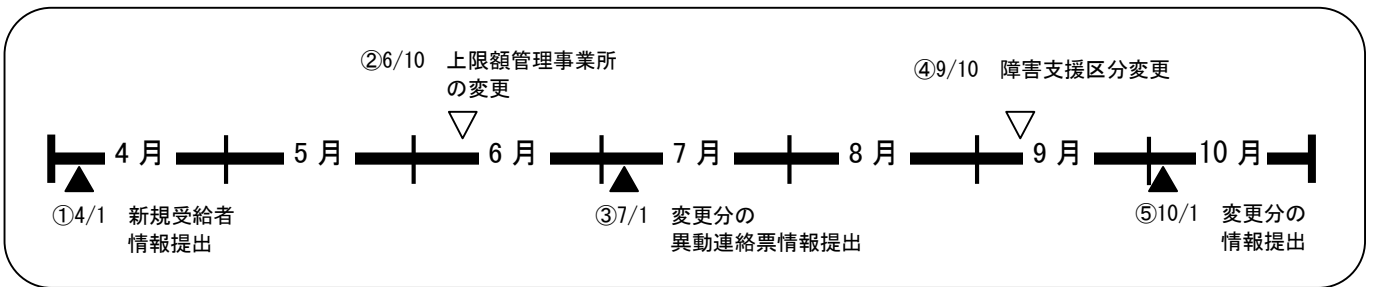 ②6/10　上限額管理事業所
の変更
④9/10　障害支援区分変更
4月　5月　6月　7月　8月　9月　10月
①4/1　新規受給者
情報提出
③7/1　変更分の
異動連絡票情報提出
⑤10/1　変更分の
情報提出